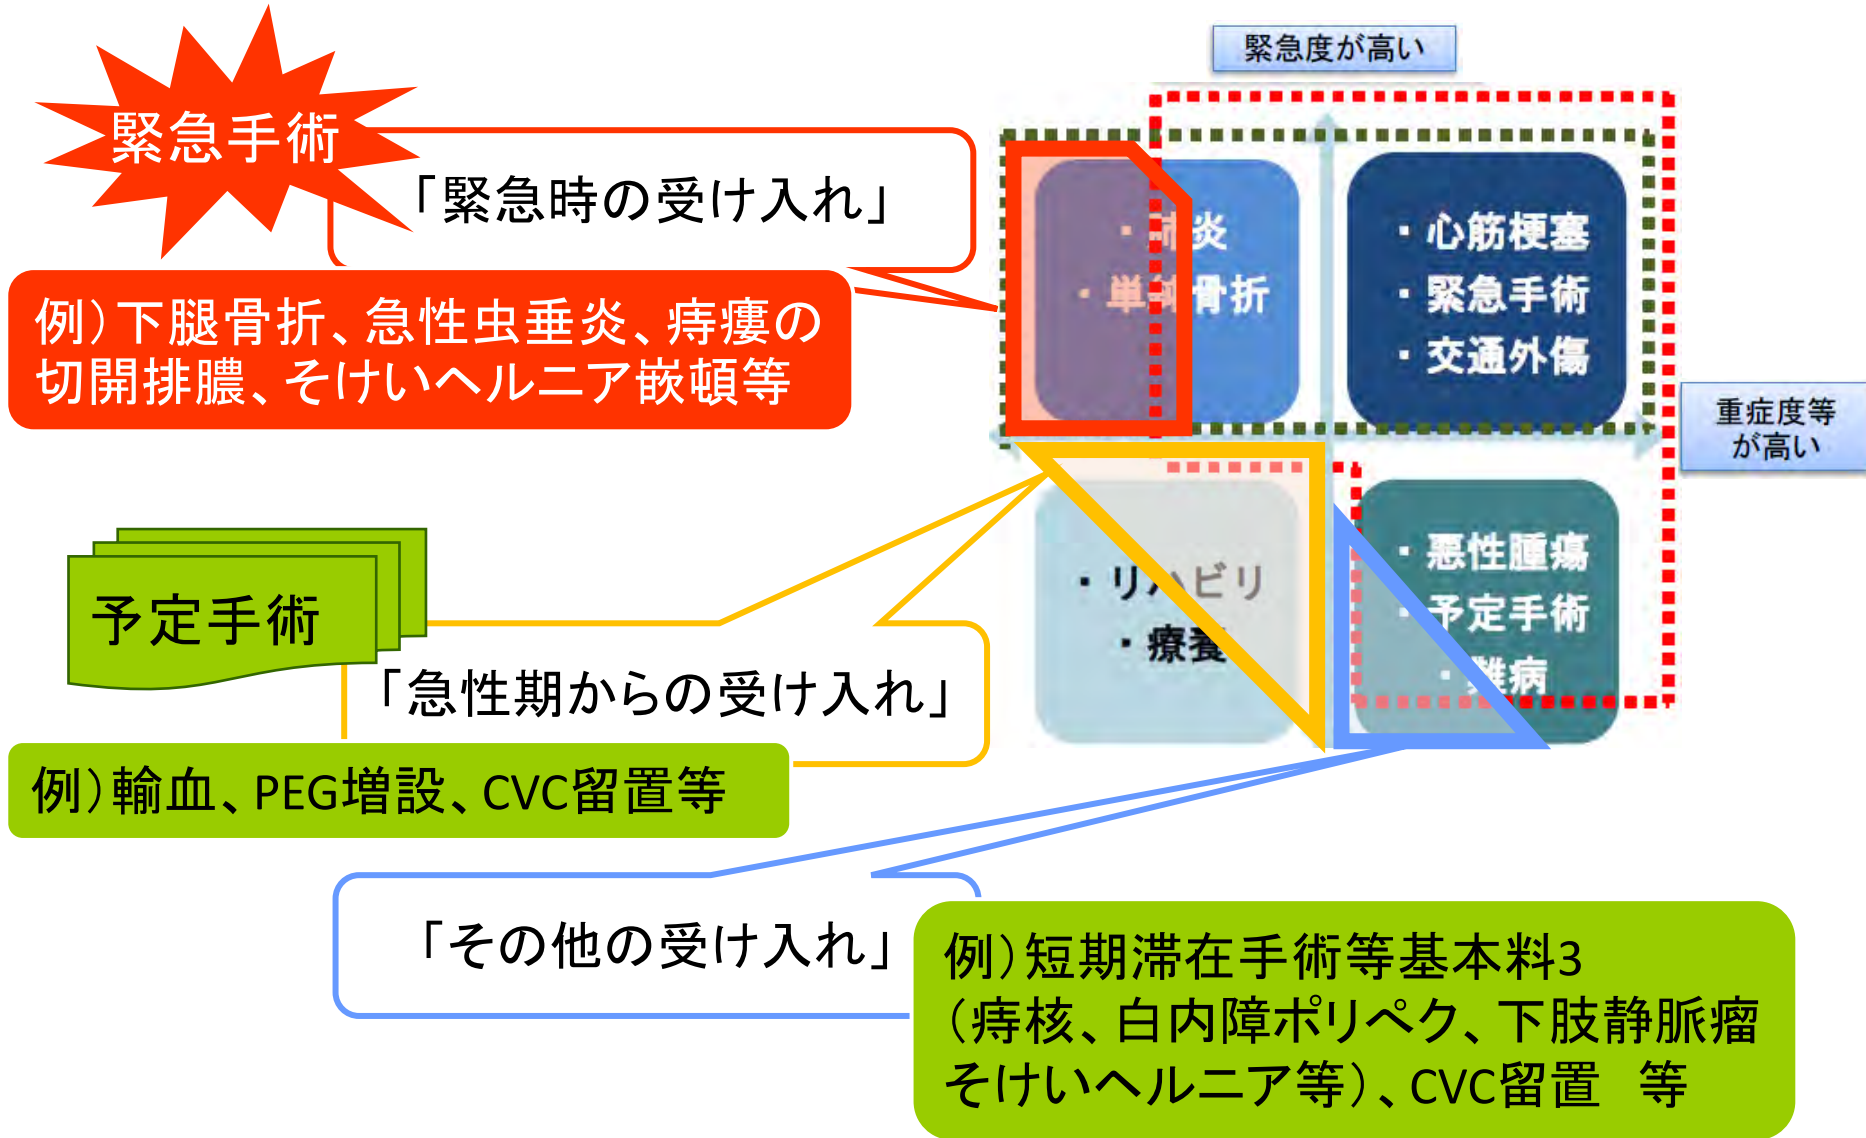 緊急度が高い
緊急手術
「緊急時の受け入れ」
例）下腿骨折、急性虫垂炎、痔瘻の
切開排膿、そけいヘルニア嵌頓等
・肺炎
・単純骨折
・心筋梗塞
・緊急手術
・交通外傷
重症度等
が高い
予定手術
「急性期からの受け入れ」
例）輸血、PEG増設、CVC留置等
・リハビリ
・療養
・悪性腫瘍
・予定手術
・難病
「その他の受け入れ」
例）短期滞在手術等基本料3
（痔核、白内障ポリペク、下肢静脈瘤
そけいヘルニア等）、CVC留置　等